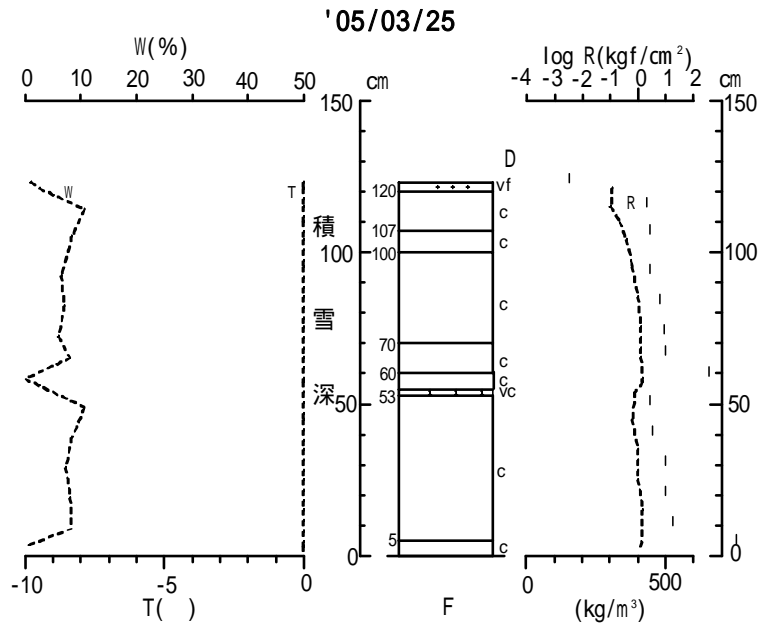 '05/03/25
W(%)
0 10 20 30 40 50
cm
log R(kgf/cm²)
-4 -3 -2 -1 0 1 2
cm
150
150
D
W
T
120
vf
R
c
積
107
c
100
100
100
c
雪
70
c
60
c
深
53
vc
50
50
c
5
c
0
0
-10 -5 0
T( )
F
0 500
(kg/m³)